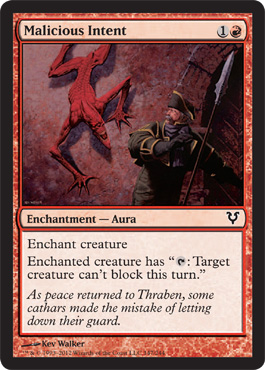 Malicious Intent 1
Enchantment — Aura
Enchant creature
Enchanted creature has “: Target
creature can't block this turn.”
As peace returned to Thraben, some
cathars made the mistake of letting
down their guard.
Kev Walker